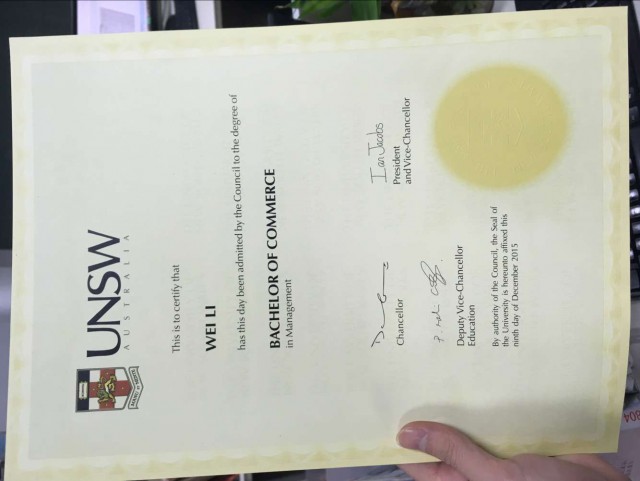 UNSW
AUSTRALIA
This is to certify that
WEI LI
has this day been admitted by the Council to the degree of
BACHELOR OF COMMERCE
in Management
Chancellor
Ian Jacobs
President
and Vice-Chancellor
Deputy Vice-Chancellor
Education
By authority of the Council, the Seal of
the University is hereunto affixed this
ninth day of December 2015